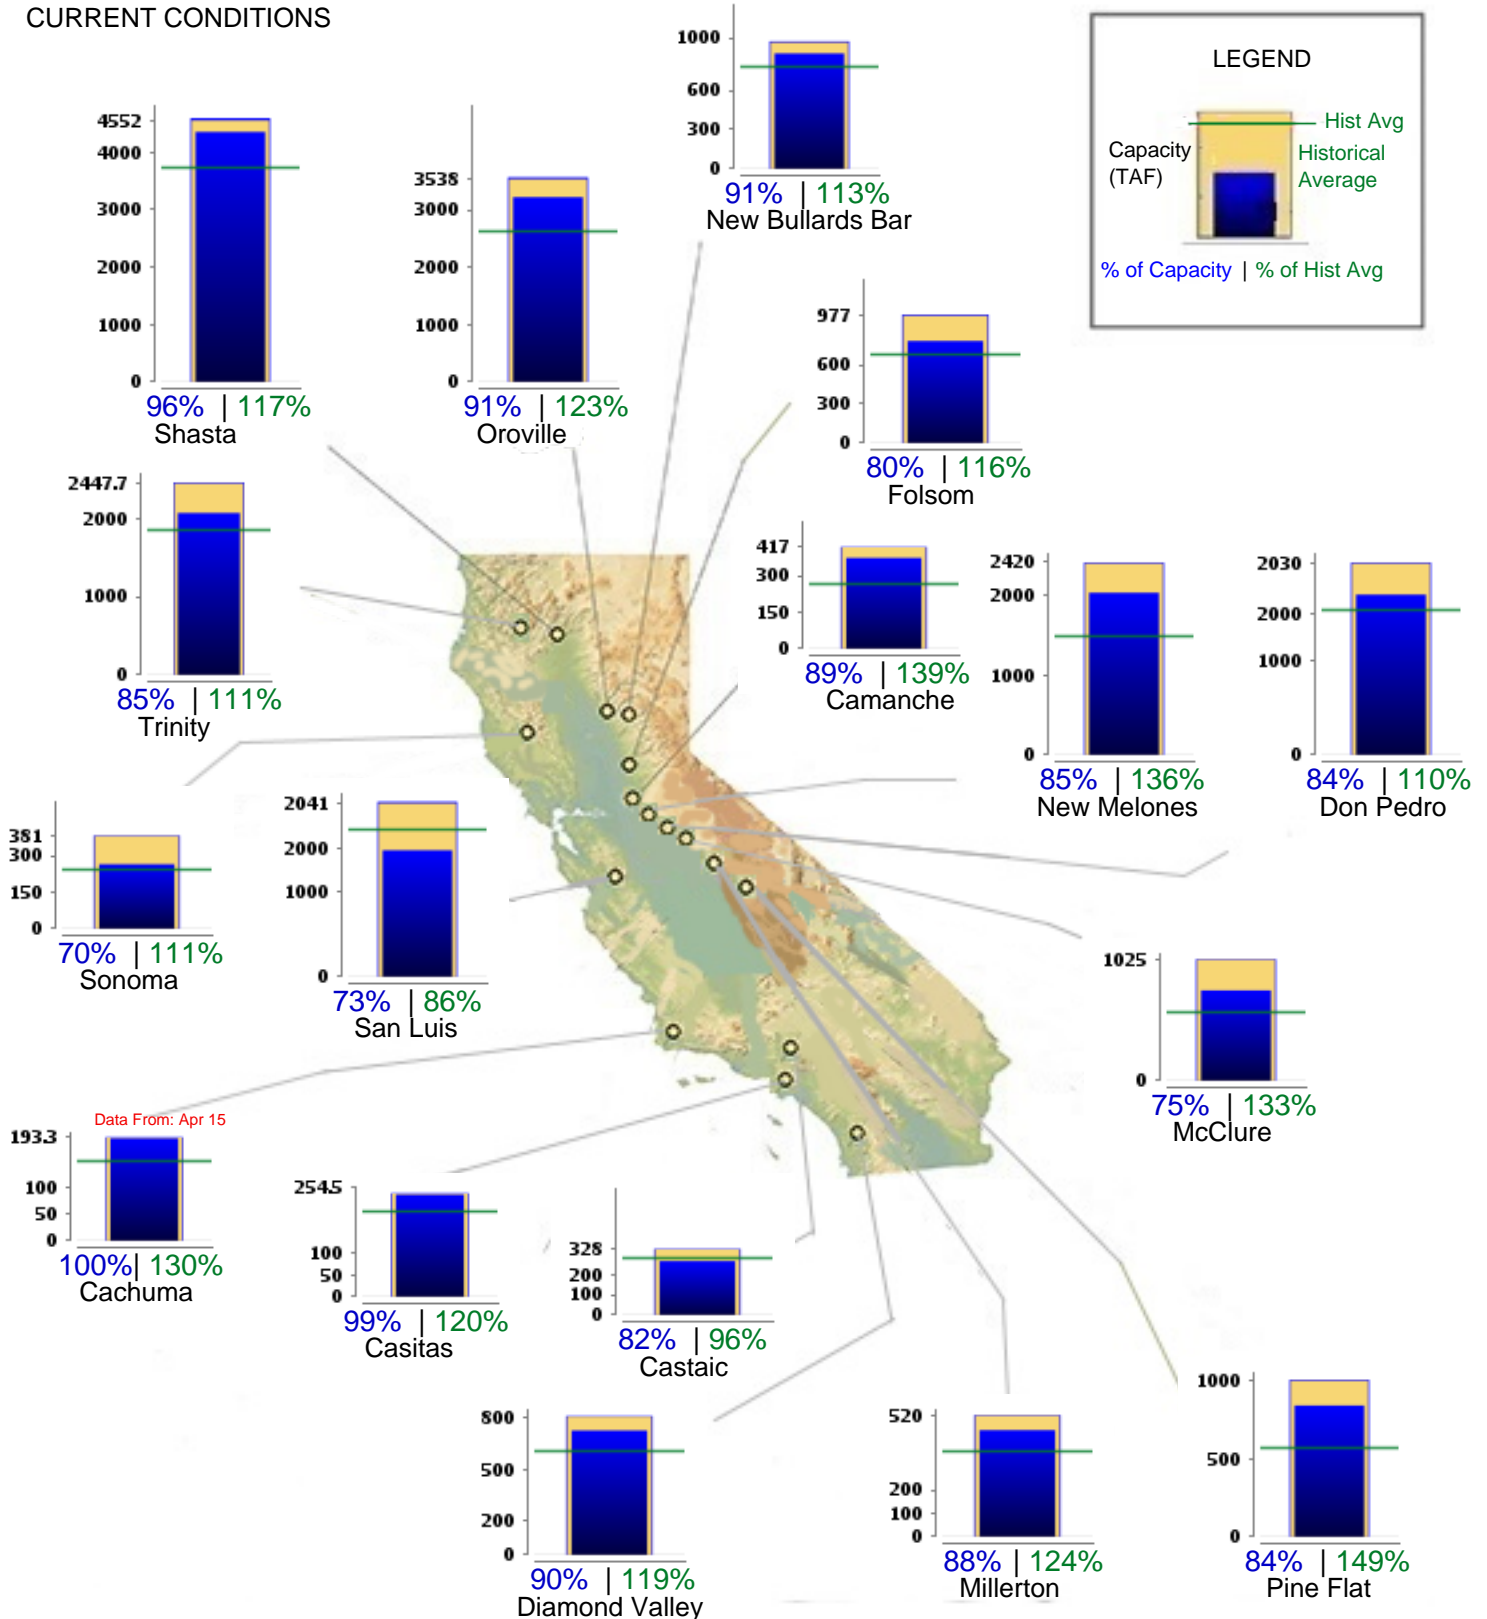 CURRENT CONDITIONS
1000
600
300
0
91% | 113%
New Bullards Bar
LEGEND
Hist Avg
Capacity
(TAF)
Historical
Average
% of Capacity | % of Hist Avg
4552
4000
3000
2000
1000
0
96% | 117%
Shasta
3538
3000
2000
1000
0
91% | 123%
Oroville
977
600
300
0
80% | 116%
Folsom
2447.7
2000
1000
0
85% | 111%
Trinity
417
300
150
0
89% | 139%
Camanche
2420
2000
1000
0
85% | 136%
New Melones
2030
2000
1000
0
84% | 110%
Don Pedro
381
300
150
0
70% | 111%
Sonoma
2041
2000
1000
0
73% | 86%
San Luis
1025
0
75% | 133%
McClure
Data From: Apr 15
193.3
100
50
0
100% | 130%
Cachuma
254.5
100
50
0
99% | 120%
Casitas
328
200
100
0
82% | 96%
Castaic
800
500
200
0
90% | 119%
Diamond Valley
520
200
100
0
88% | 124%
Millerton
1000
500
0
84% | 149%
Pine Flat